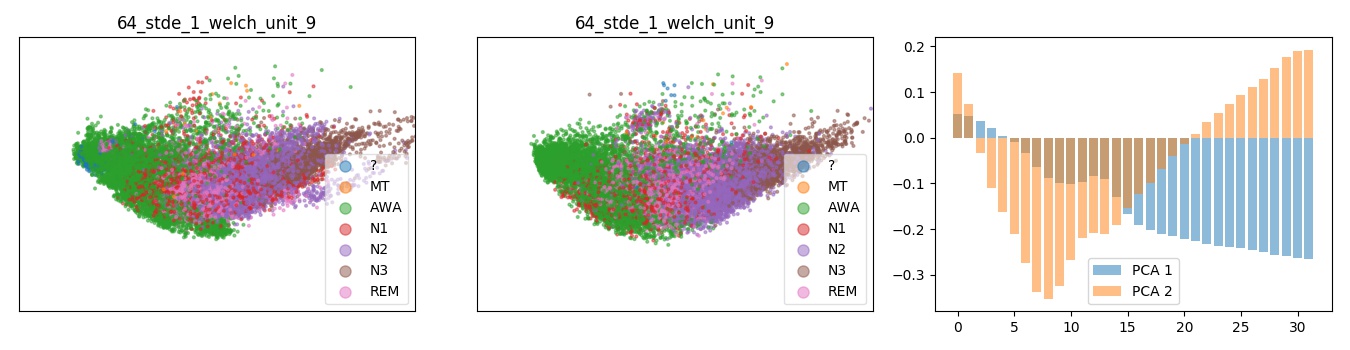 64_stde_1_welch_unit_9
?
MT
AWA
N1
N2
N3
REM
64_stde_1_welch_unit_9
?
MT
AWA
N1
N2
N3
REM
0.2
0.1
0.0
−0.1
−0.2
−0.3
PCA 1
PCA 2
0 5 10 15 20 25 30